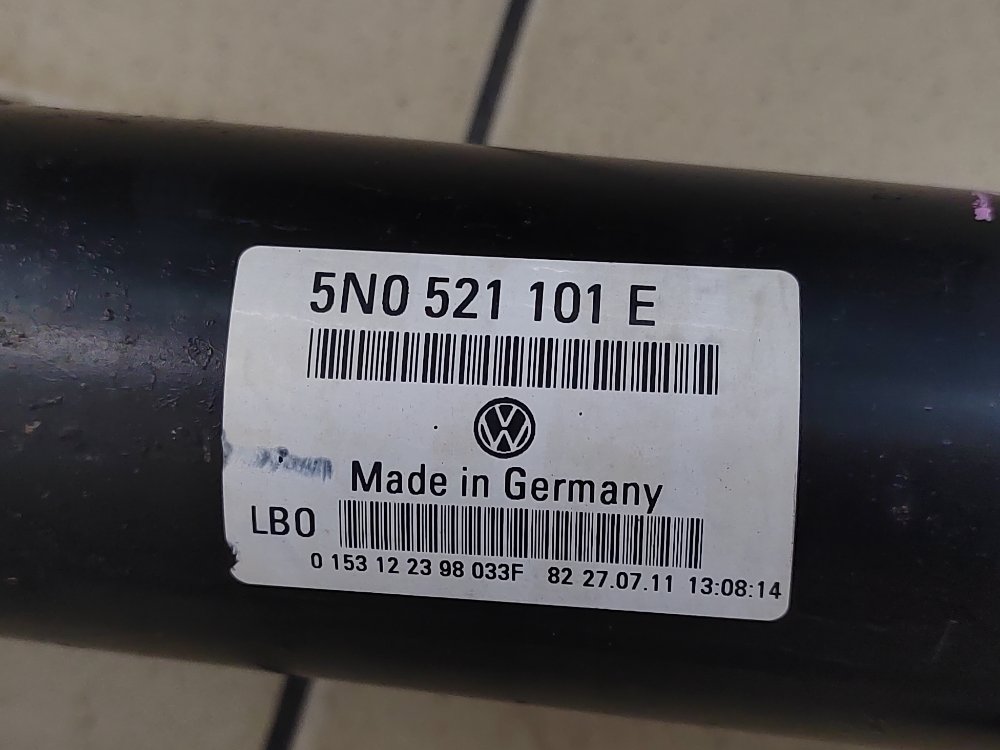 5N0 521 101 E
Made in Germany
LB0
0 153 12 23 98 033F 82 27.07.11 13:08:14